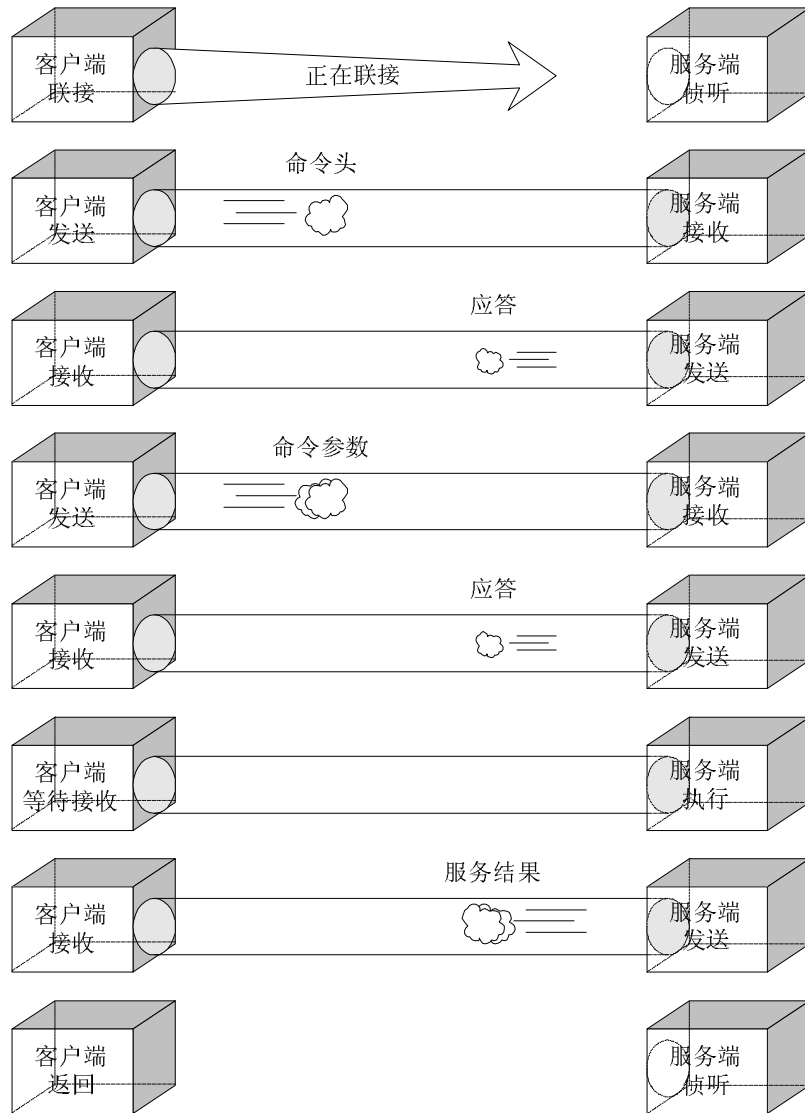 客户端
联接
正在联接
服务端
侦听
命令头
客户端
发送
服务端
接收
应答
客户端
接收
服务端
发送
命令参数
客户端
发送
服务端
接收
应答
客户端
接收
服务端
发送
客户端
等待接收
服务端
执行
服务结果
客户端
接收
服务端
发送
客户端
返回
服务端
侦听